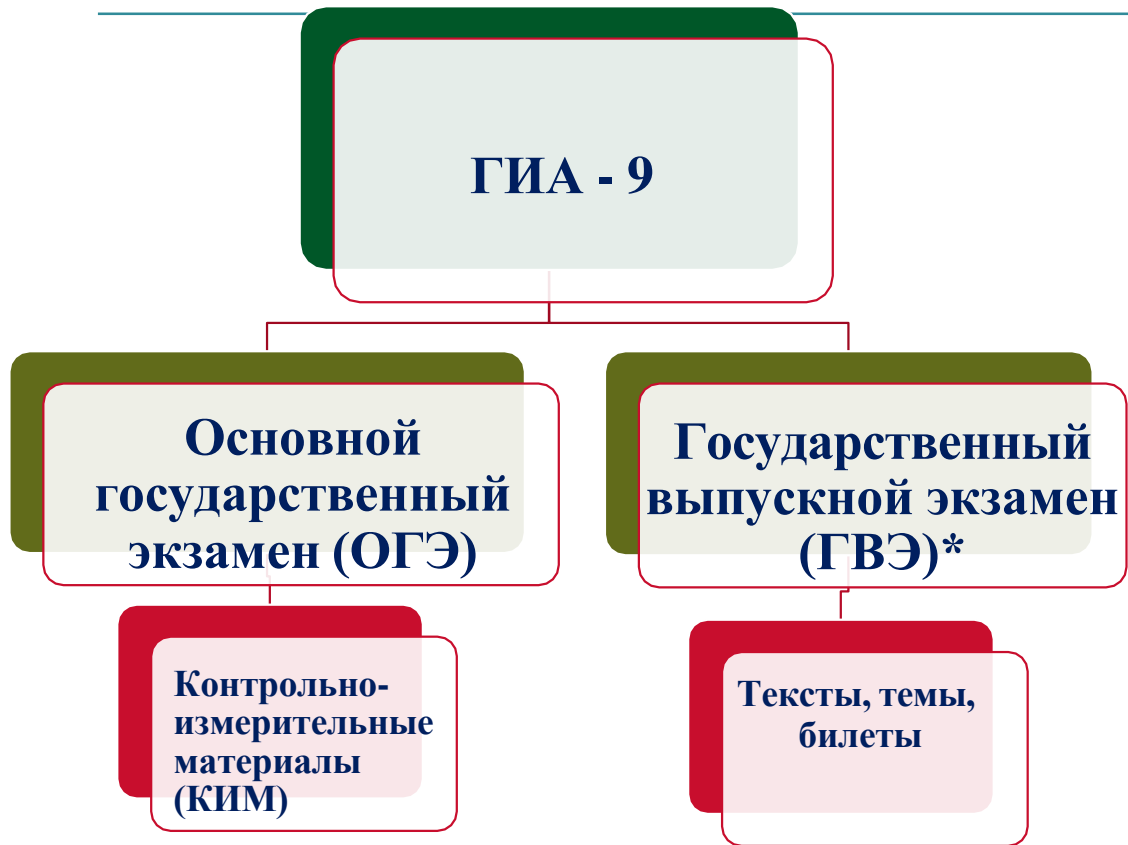 ГИА - 9
Основной
государственный
экзамен (ОГЭ)
Государственный
выпускной экзамен
(ГВЭ)*
Контрольно-
измерительные
материалы
(КИМ)
Тексты, темы,
билеты